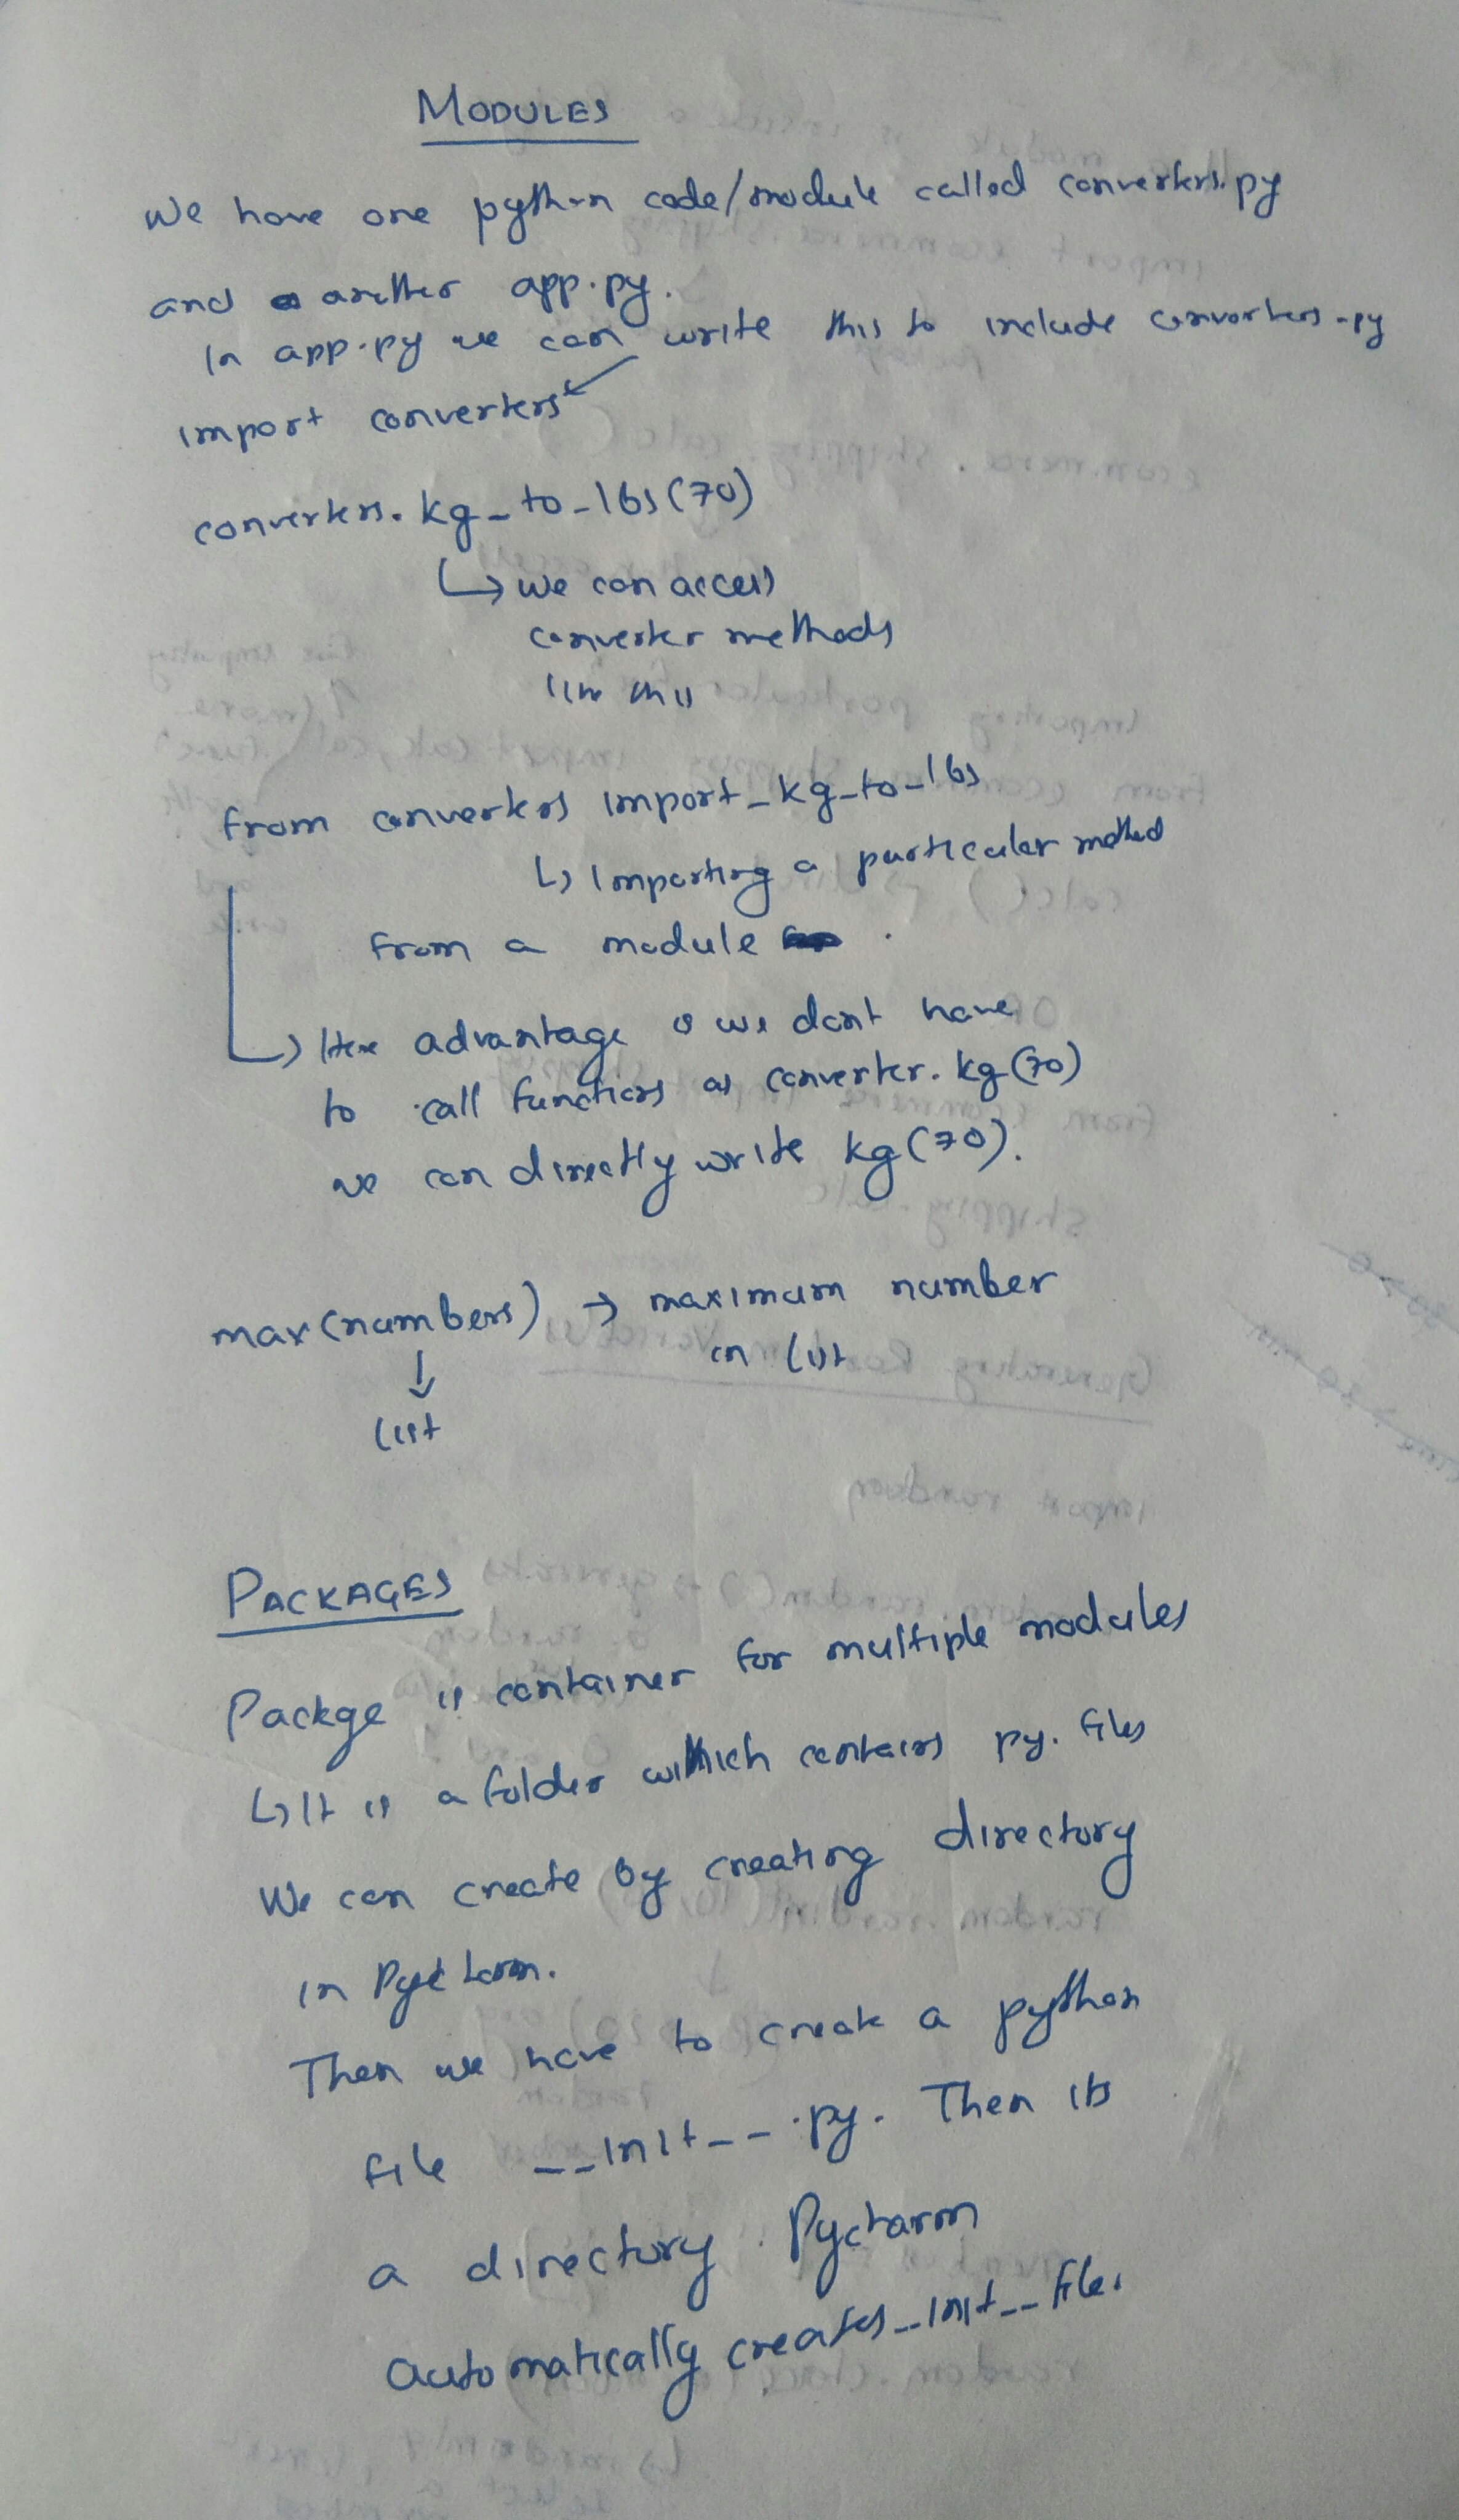 MODULES
We have one python code/module called converters.py
and another app.py.
In app.py we can write this to include converters.py
import converters
converters.kg_to_lbs(70)
↳ we can access
converter methods
like this
from converters import_kg_to_lbs
↳ Importing a particular method
from a module .
↳ Here advantage is we dont have
to call functions as converter.kg(70)
we can directly write kg(70).
max(numbers) → maximum number
in list
↓
list
PACKAGES
Packge is container for multiple modules
↳ It is a folder which contains py. files
We can create by creating directory
in Pycharm.
Then we have to create a python
file __init__.py. Then its
a directory. Pycharm
automatically creates __init__ file.